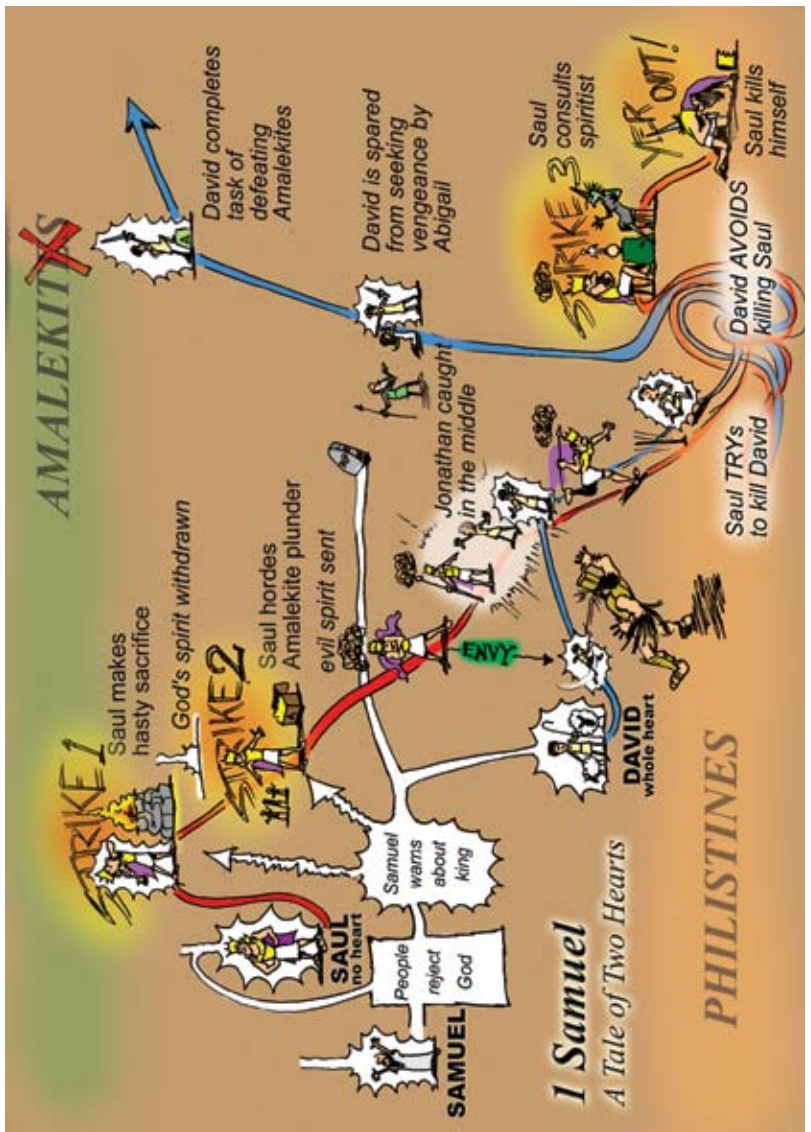 1 Samuel
A Tale of Two Hearts
AMALEKITES
PHILISTINES
SAMUEL
People
reject
God
SAUL
no heart
Samuel
warns
about
king
STRIKE 1
Saul makes
hasty sacrifice
God's spirit withdrawn
STRIKE 2
Saul hordes
Amalekite plunder
evil spirit sent
ENVY
DAVID
whole heart
Jonathan caught
in the middle
RIP
Saul TRYs
to kill David
David AVOIDS
killing Saul
David is spared
from seeking
vengeance by
Abigail
David completes
task of
defeating
Amalekites
STRIKE 3
Saul
consults
spiritist
YER OUT!
Saul kills
himself